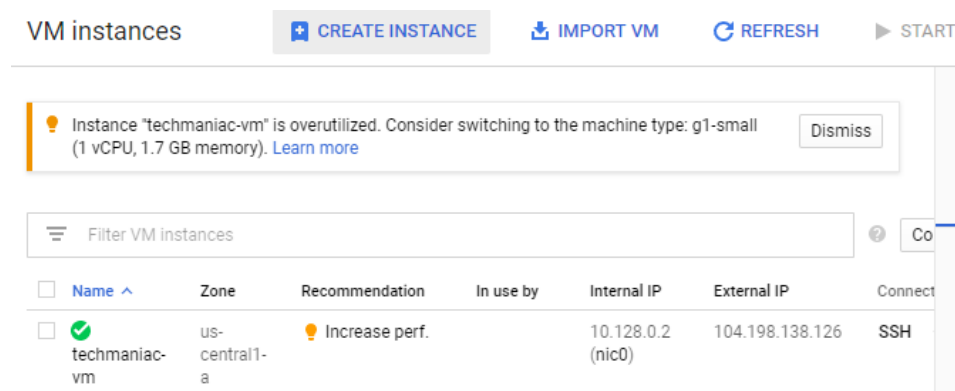 VM instances
CREATE INSTANCE
IMPORT VM
REFRESH
START
Instance "techmaniac-vm" is overutilized. Consider switching to the machine type: g1-small
(1 vCPU, 1.7 GB memory). Learn more
Dismiss
Filter VM instances
Co
Name
Zone
Recommendation
In use by
Internal IP
External IP
Connect
techmaniac-
vm
us-
central1-
a
Increase perf.
10.128.0.2
(nic0)
104.198.138.126
SSH